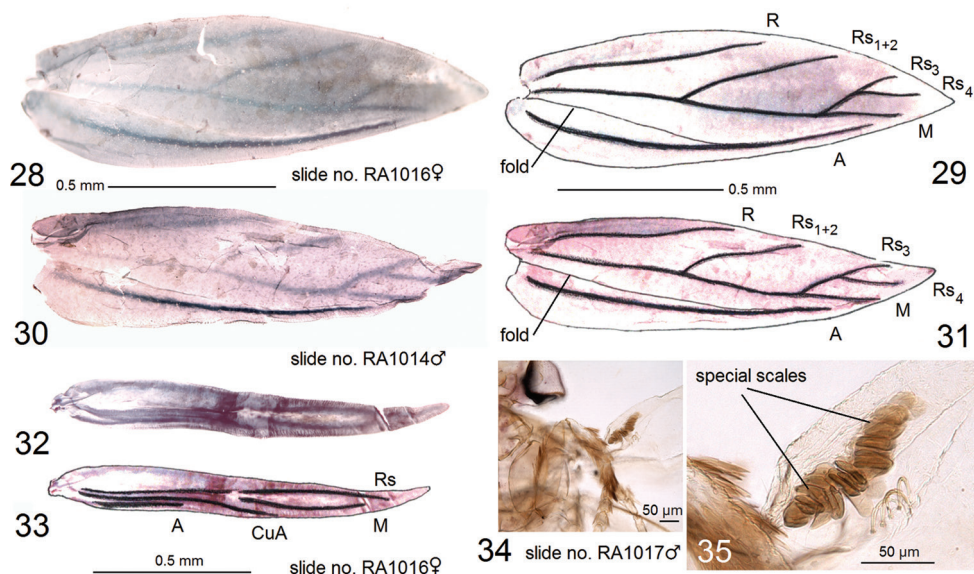 28
slide no. RA1016♀
0.5 mm
R
Rs1+2
Rs3
Rs4
M
A
fold
29
0.5 mm
30
slide no. RA1014♂
R
Rs1+2
Rs3
Rs4
M
A
fold
31
32
33
Rs
A
CuA
M
0.5 mm
slide no. RA1016♀
34
slide no. RA1017♂
50 µm
special scales
35
50 µm